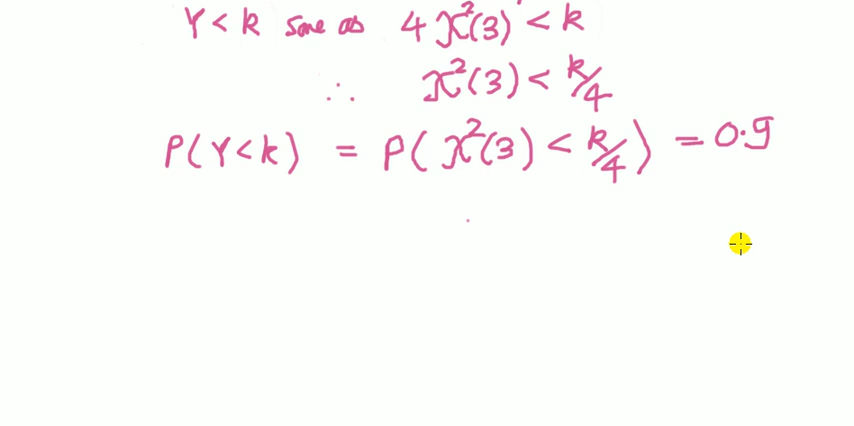 Y < k same as 4 χ²(3) < k
∴ χ²(3) < k/4
P(Y<k) = P(χ²(3) < k/4) = 0.9